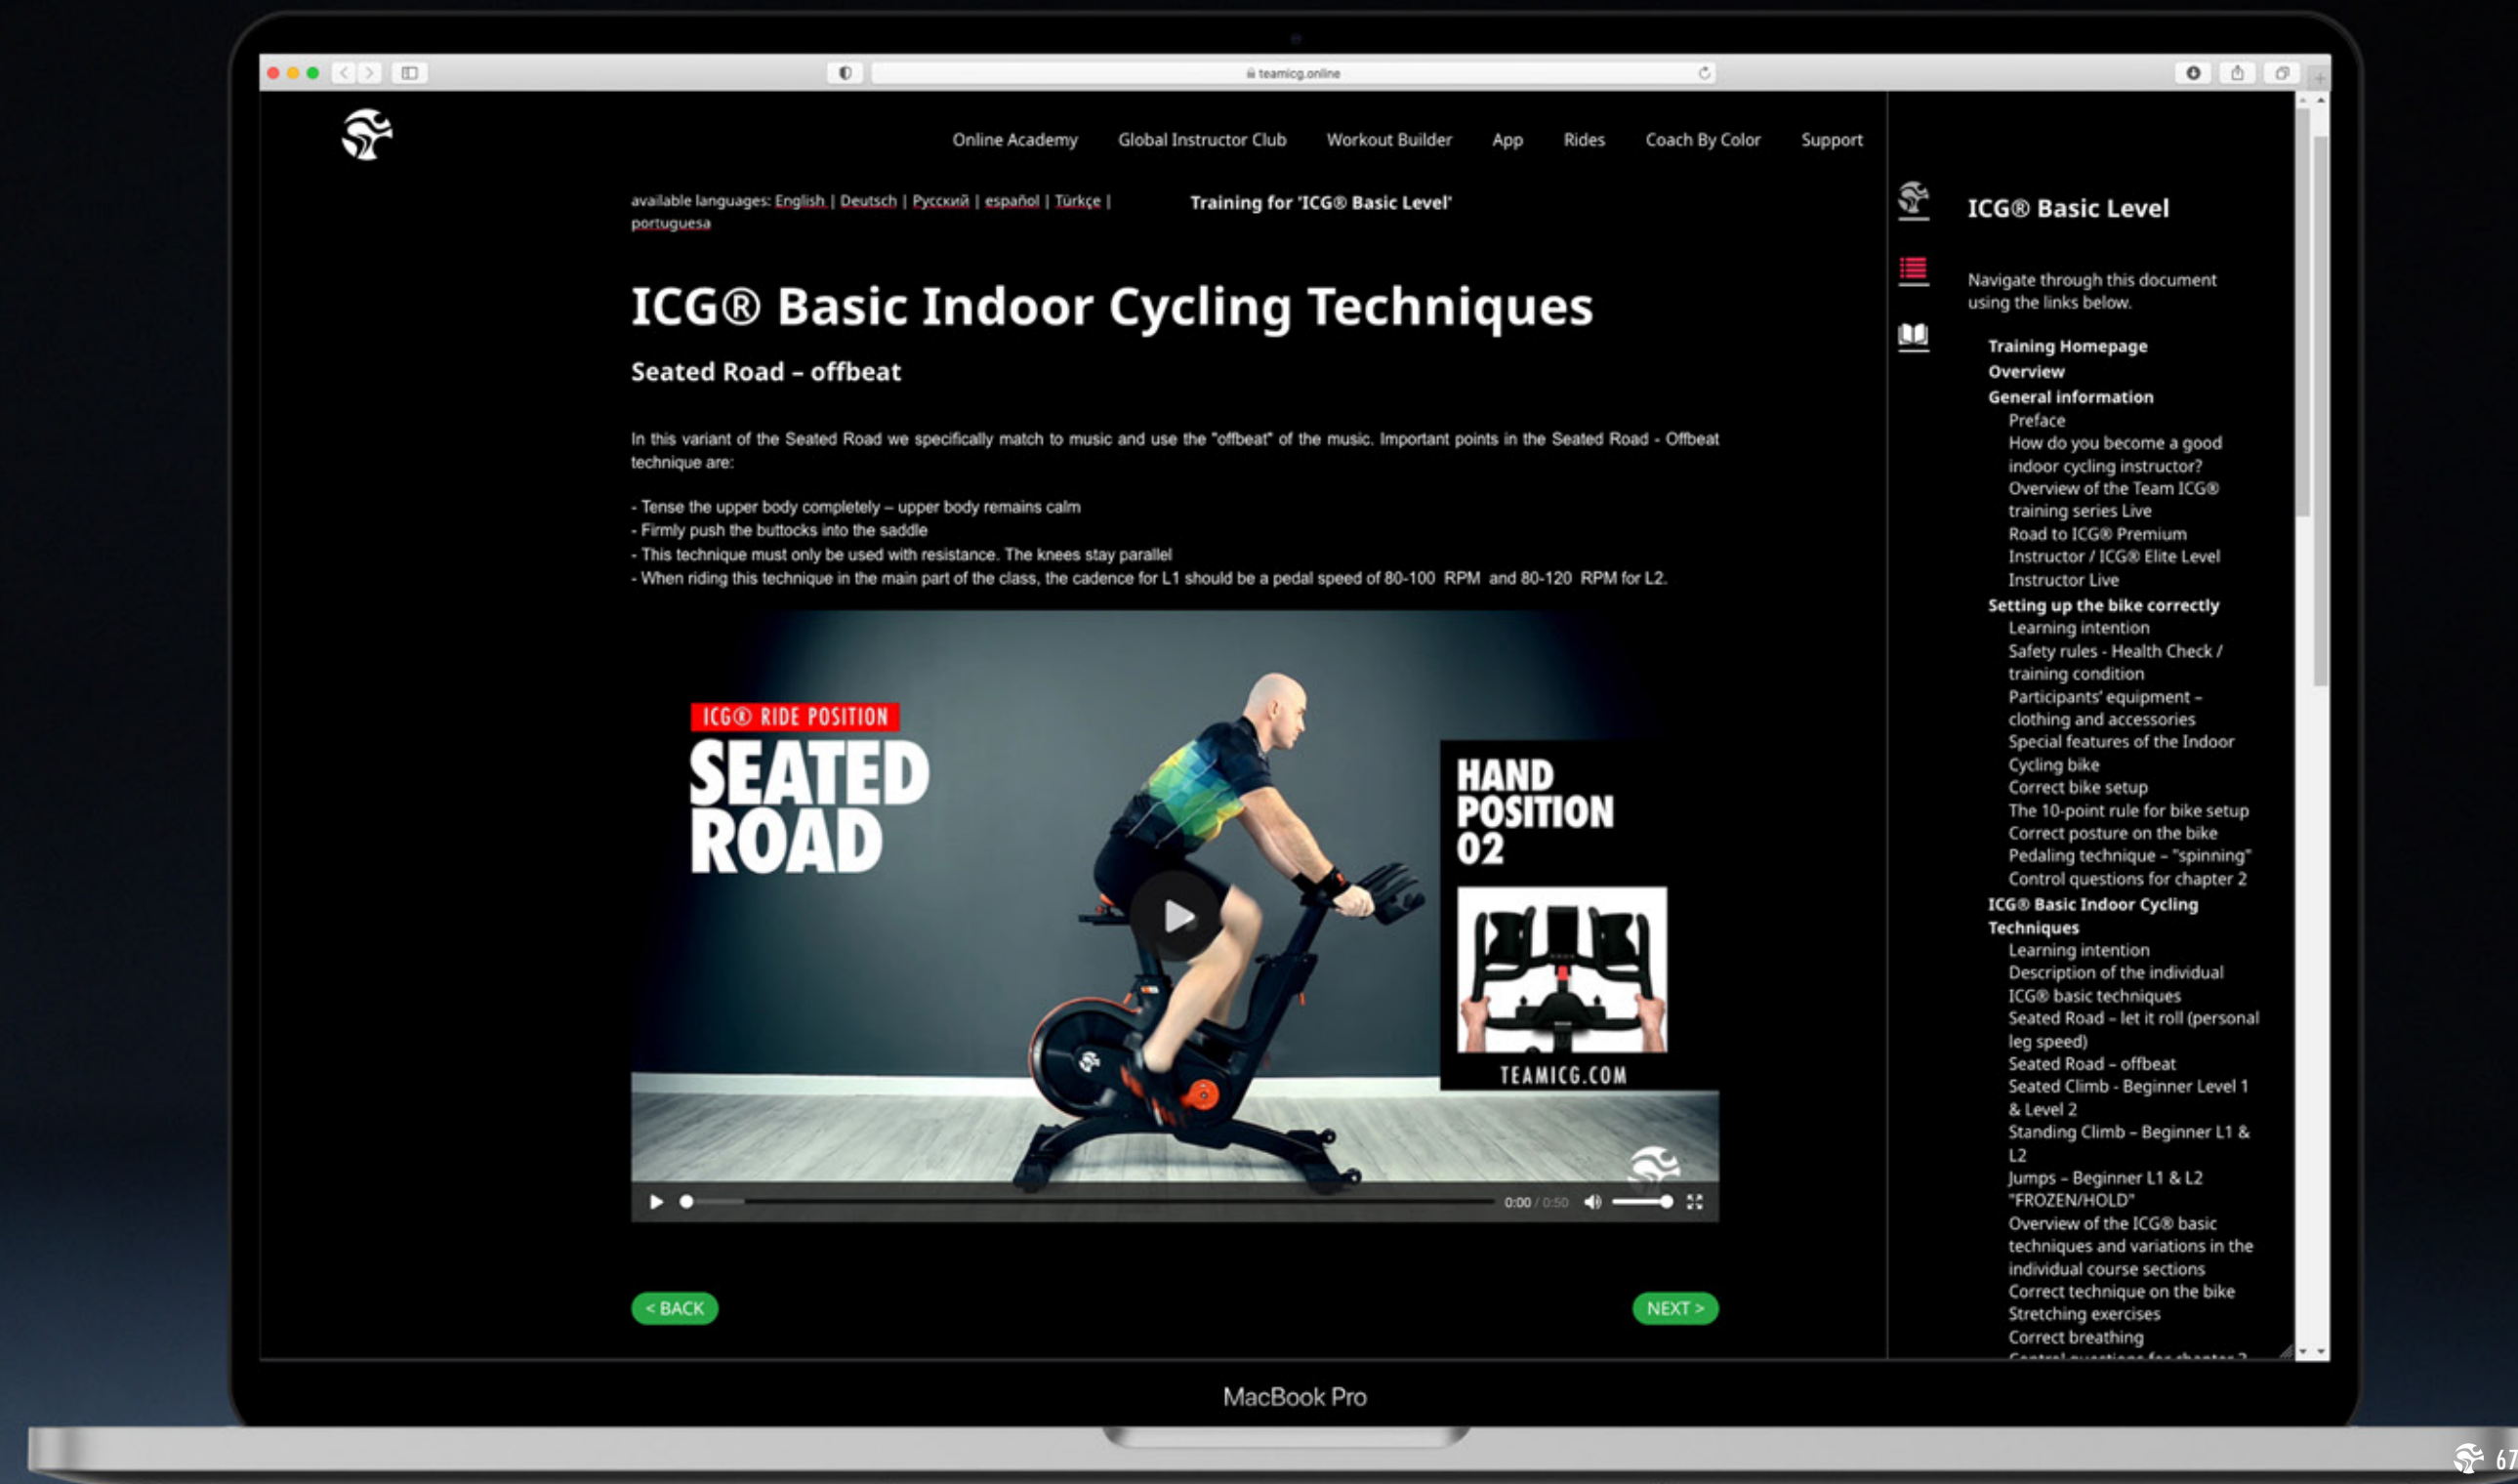 teamicg.online
Online Academy
Global Instructor Club
Workout Builder
App
Rides
Coach By Color
Support
available languages: English | Deutsch | Русский | español | Türkçe |
portuguesa
Training for "ICG® Basic Level"
ICG® Basic Indoor Cycling Techniques
Seated Road – offbeat
In this variant of the Seated Road we specifically match to music and use the "offbeat" of the music. Important points in the Seated Road - Offbeat
technique are:
- Tense the upper body completely – upper body remains calm
- Firmly push the buttocks into the saddle
- This technique must only be used with resistance. The knees stay parallel
- When riding this technique in the main part of the class, the cadence for L1 should be a pedal speed of 80-100 RPM and 80-120 RPM for L2.
ICG® RIDE POSITION
SEATED
ROAD
HAND
POSITION
02
TEAMICG.COM
0:00 / 0:50
< BACK
NEXT >
ICG® Basic Level
Navigate through this document
using the links below.
Training Homepage
Overview
General information
Preface
How do you become a good
indoor cycling instructor?
Overview of the Team ICG®
training series Live
Road to ICG® Premium
Instructor / ICG® Elite Level
Instructor Live
Setting up the bike correctly
Learning intention
Safety rules - Health Check /
training condition
Participants' equipment –
clothing and accessories
Special features of the Indoor
Cycling bike
Correct bike setup
The 10-point rule for bike setup
Correct posture on the bike
Pedaling technique – "spinning"
Control questions for chapter 2
ICG® Basic Indoor Cycling
Techniques
Learning intention
Description of the individual
ICG® basic techniques
Seated Road – let it roll (personal
leg speed)
Seated Road – offbeat
Seated Climb - Beginner Level 1
& Level 2
Standing Climb – Beginner L1 &
L2
Jumps – Beginner L1 & L2
"FROZEN/HOLD"
Overview of the ICG® basic
techniques and variations in the
individual course sections
Correct technique on the bike
Stretching exercises
Correct breathing
Control questions for chapter 3
MacBook Pro
67